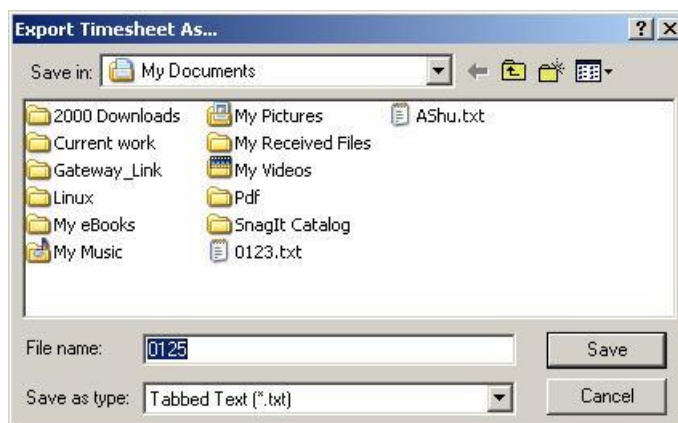 Export Timesheet As...
Save in: My Documents
2000 Downloads My Pictures AShu.txt
Current work My Received Files
Gateway_Link My Videos
Linux Pdf
My eBooks SnagIt Catalog
My Music 0123.txt
File name: 0125 Save
Save as type: Tabbed Text (*.txt) Cancel